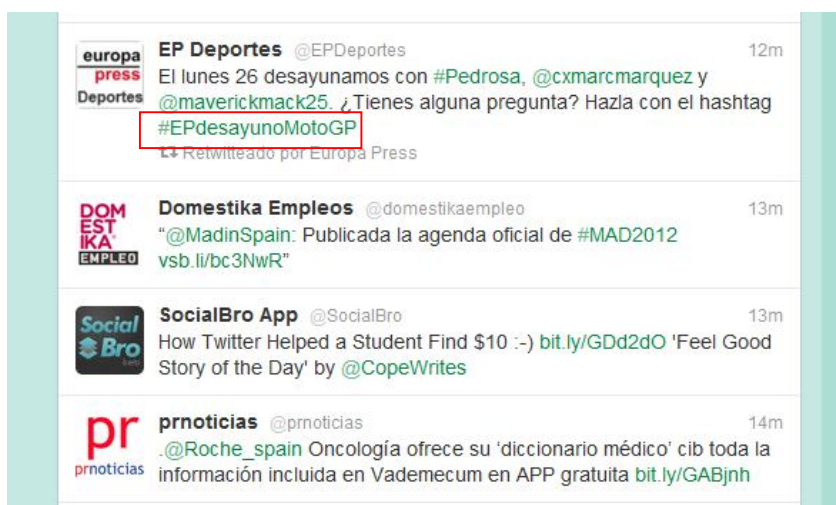 europa
press
Deportes
EP Deportes @EPDeportes 12m
El lunes 26 desayunamos con #Pedrosa, @cxmarcmarquez y
@maverickmack25. ¿Tienes alguna pregunta? Hazla con el hashtag
#EPdesayunoMotoGP
Retwitteado por Europa Press
DOM
EST
IKA
EMPLEO
Domestika Empleos @domestikaempleo 13m
“@MadinSpain: Publicada la agenda oficial de #MAD2012
vsb.li/bc3NwR”
Social
Bro
beta
SocialBro App @SocialBro 13m
How Twitter Helped a Student Find $10 :-) bit.ly/GDd2dO 'Feel Good
Story of the Day' by @CopeWrites
pr
prnoticias
prnoticias @prnoticias 14m
.@Roche_spain Oncología ofrece su ‘diccionario médico’ cib toda la
información incluida en Vademecum en APP gratuita bit.ly/GABjnh